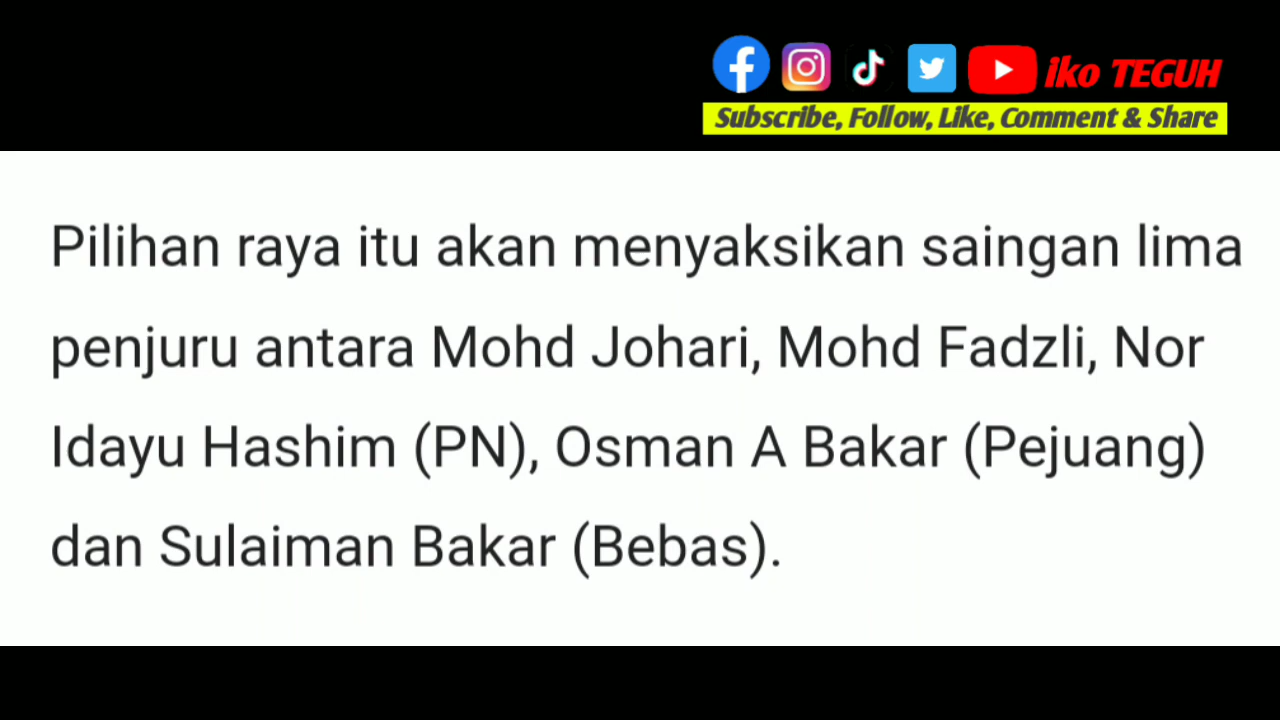 iko TEGUH
Subscribe, Follow, Like, Comment & Share
Pilihan raya itu akan menyaksikan saingan lima
penjuru antara Mohd Johari, Mohd Fadzli, Nor
Idayu Hashim (PN), Osman A Bakar (Pejuang)
dan Sulaiman Bakar (Bebas).